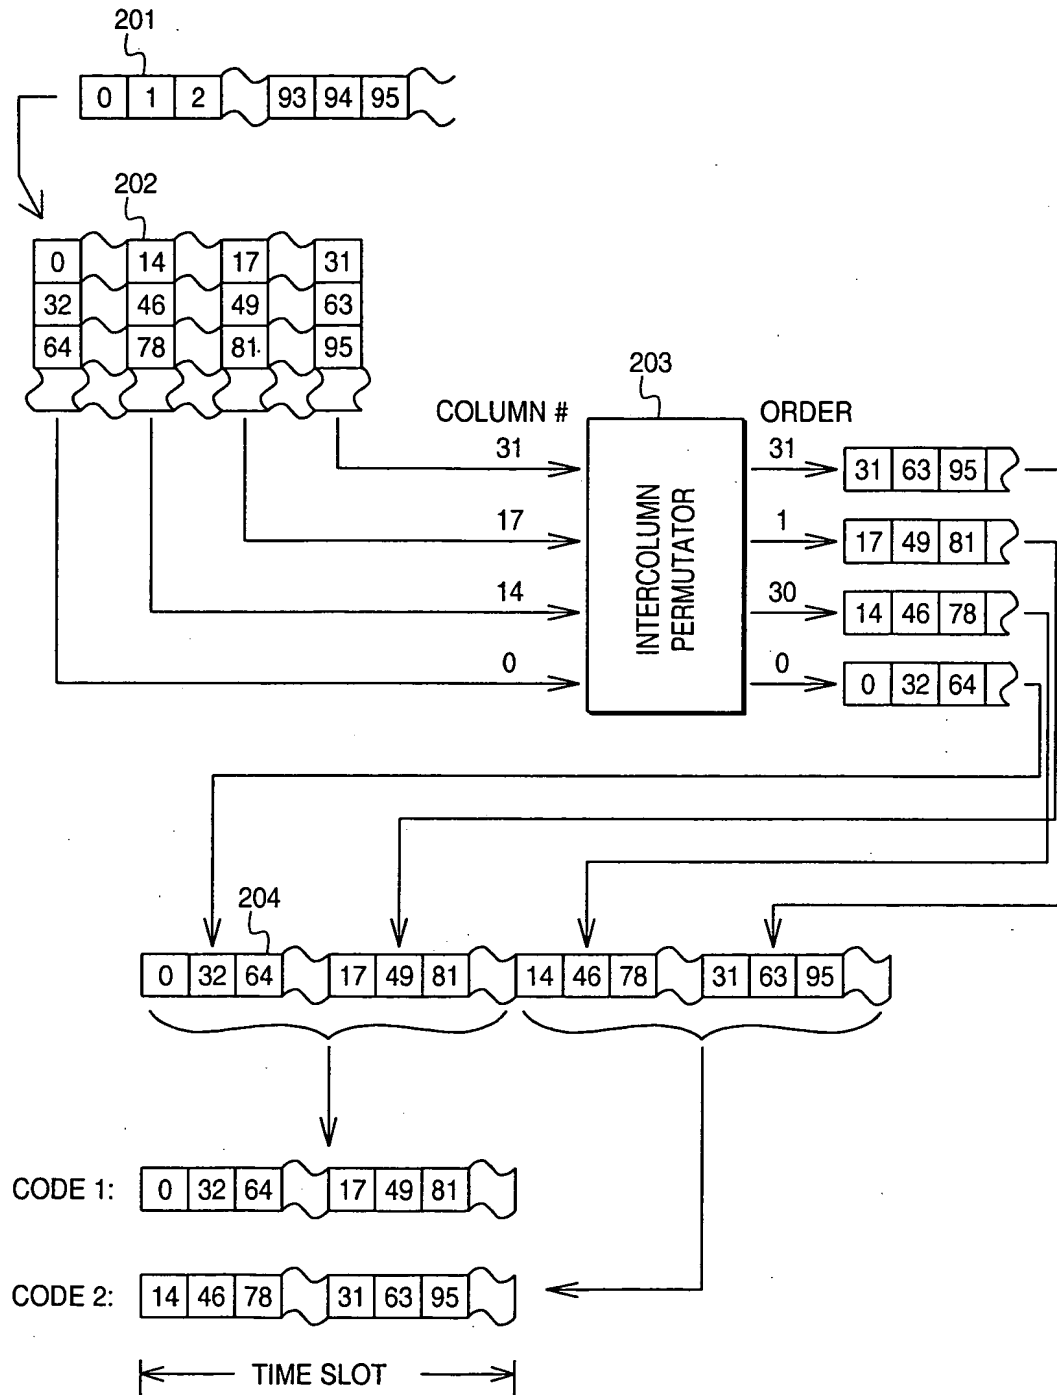 201
0 1 2 93 94 95
202
0 14 17 31
32 46 49 63
64 78 81 95
203
COLUMN # ORDER
31 31 31 63 95
17 1 17 49 81
14 30 14 46 78
0 0 0 32 64
INTERCOLUMN
PERMUTATOR
204
0 32 64 17 49 81 14 46 78 31 63 95
CODE 1: 0 32 64 17 49 81
CODE 2: 14 46 78 31 63 95
TIME SLOT